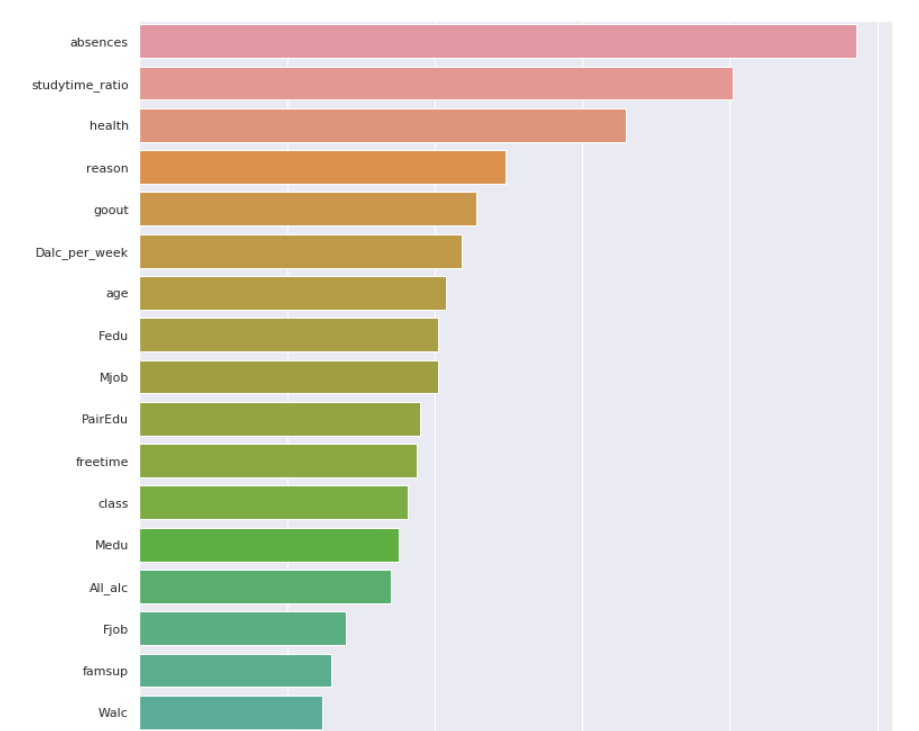 absences
studytime_ratio
health
reason
goout
Dalc_per_week
age
Fedu
Mjob
PairEdu
freetime
class
Medu
All_alc
Fjob
famsup
Walc